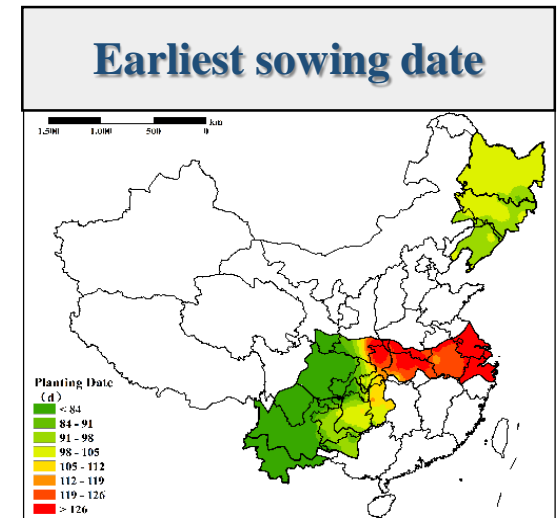 Earliest sowing date
km
1,500 1,000 500 0
Planting Date
(d)
< 84
84 - 91
91 - 98
98 - 105
105 - 112
112 - 119
119 - 126
> 126